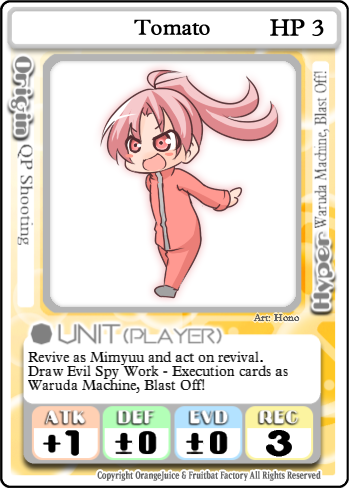 Tomato HP 3
Origin QP Shooting
Hyper Waruda Machine, Blast Off!
Art: Hono
UNIT(PLAYER)
Revive as Mimyuu and act on revival.
Draw Evil Spy Work - Execution cards as
Waruda Machine, Blast Off!
ATK DEF EVD REC
+1 ±0 ±0 3
Copyright OrangeJuice & Fruitbat Factory All Rights Reserved